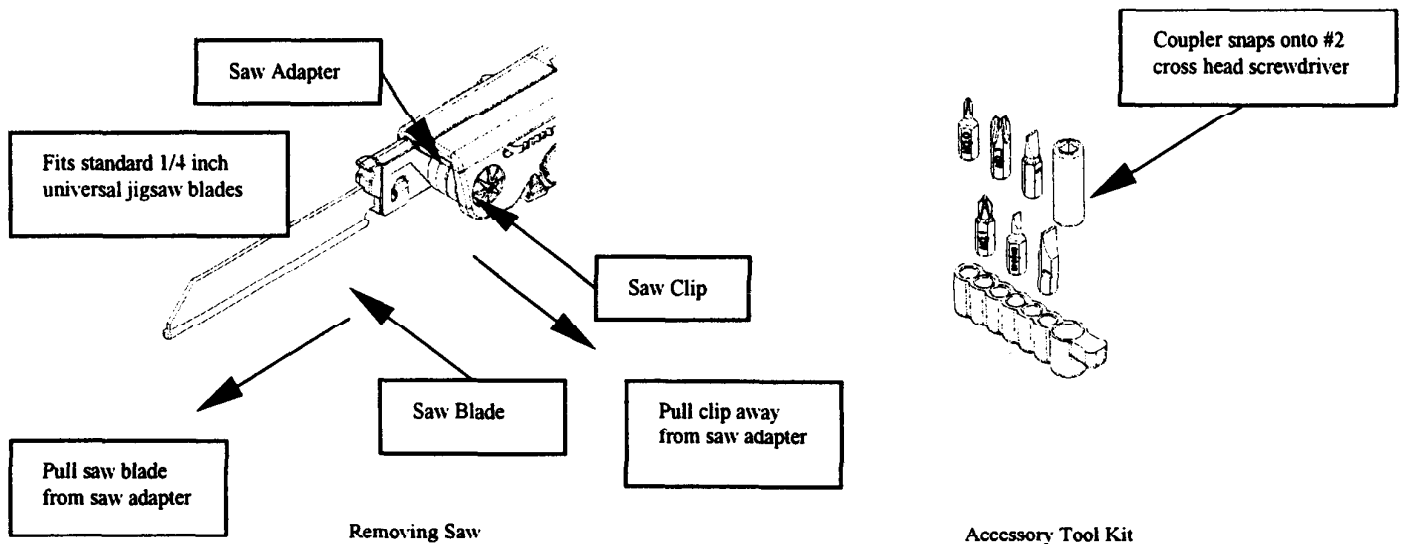 Saw Adapter
Coupler snaps onto #2
cross head screwdriver
Fits standard 1/4 inch
universal jigsaw blades
Saw Clip
Saw Blade
Pull clip away
from saw adapter
Pull saw blade
from saw adapter
Removing Saw
Accessory Tool Kit